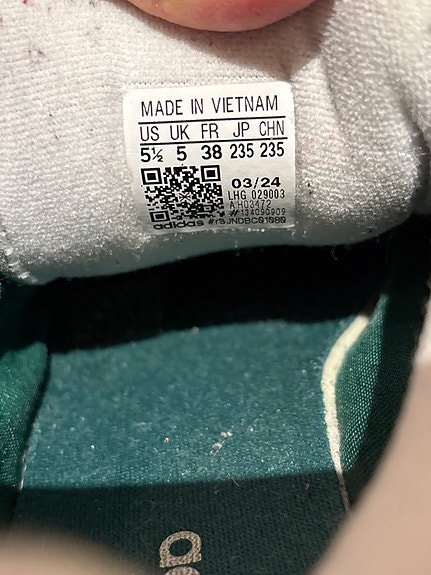 MADE IN VIETNAM
US UK FR JP CHN
5½ 5 38 235 235
03/24
LHG 029003
#134090909
adidas